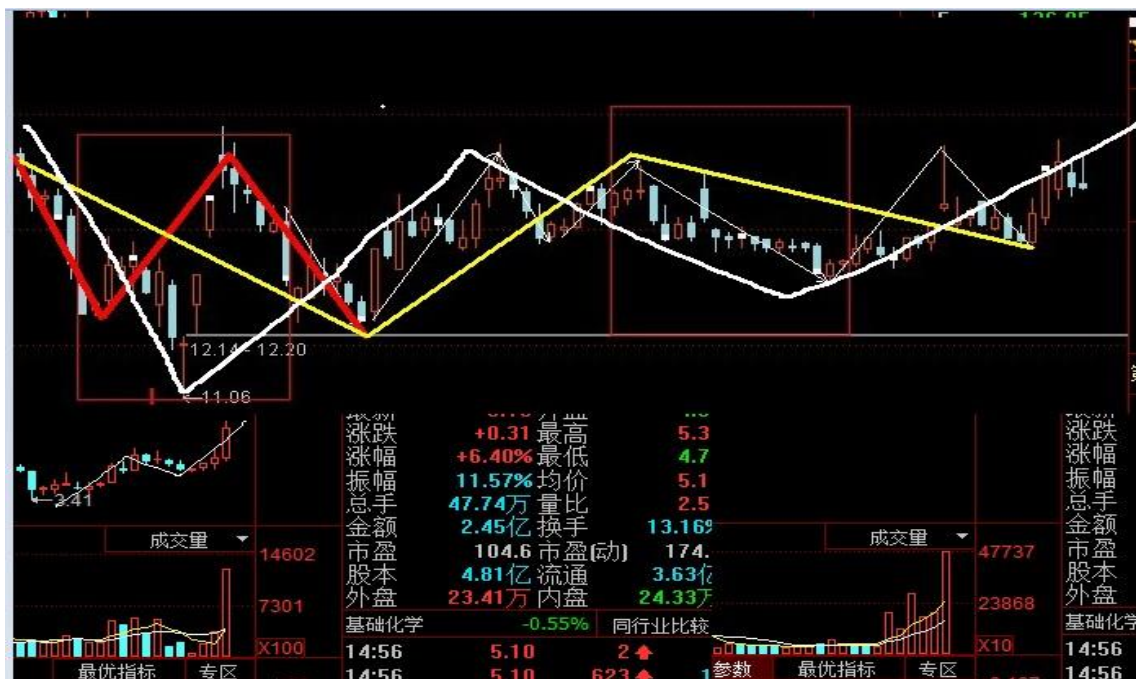 12.14 - 12.20
11.06
3.41
涨跌 +0.31 最高 5.3
涨幅 +6.40% 最低 4.7
振幅 11.57% 均价 5.1
总手 47.74万 量比 2.5
金额 2.45亿 换手 13.16%
市盈 104.6 市盈(动) 174.
股本 4.81亿 流通 3.63亿
外盘 23.41万 内盘 24.33万
基础化学 -0.55% 同行业比较
14:56 5.10 2
14:56 5.10 623 1
成交量
14602
7301
X100
最优指标 专区
成交量
47737
23868
X10
参数 最优指标 专区
涨跌
涨幅
振幅
总手
金额
市盈
股本
外盘
基础化学
14:56
14:56